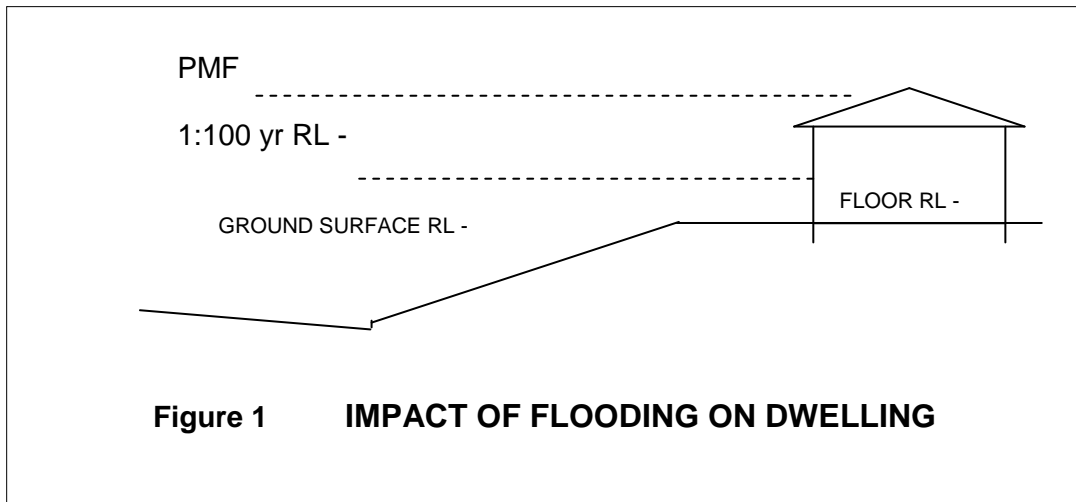 PMF
1:100 yr RL -
FLOOR RL -
GROUND SURFACE RL -
Figure 1 IMPACT OF FLOODING ON DWELLING